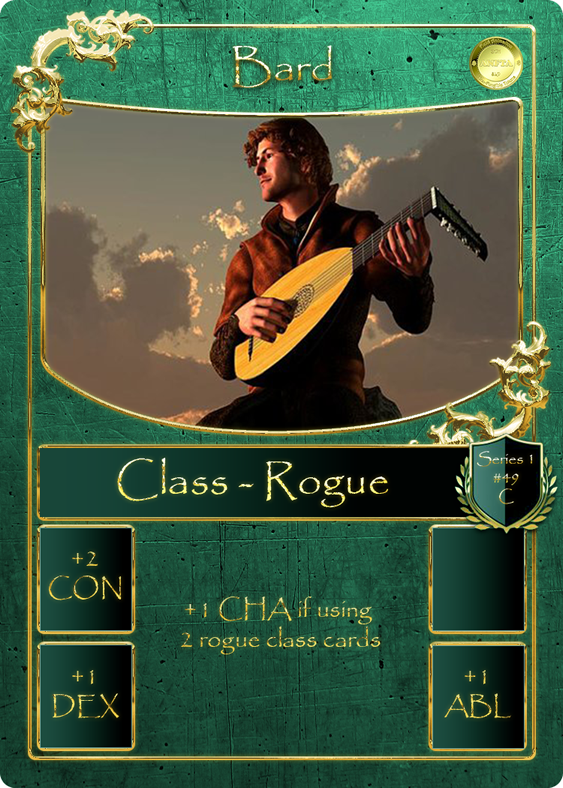 Bard
Class - Rogue
Series 1
#49
C
+2
CON
+1 CHA if using
2 rogue class cards
+1
DEX
+1
ABL